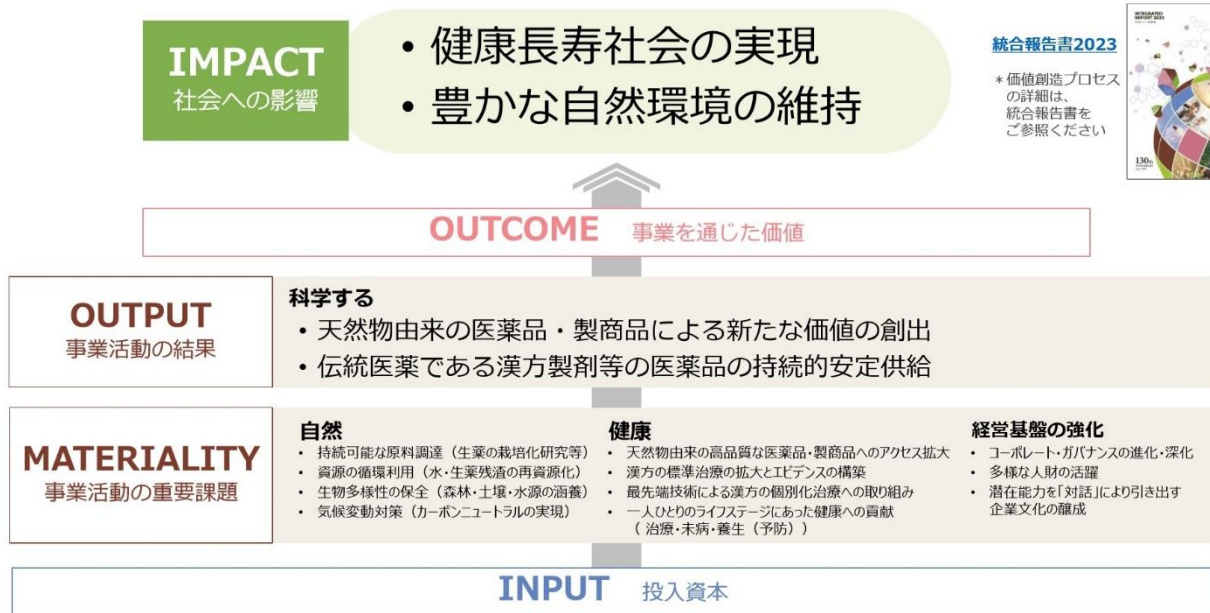 IMPACT
社会への影響
• 健康長寿社会の実現
• 豊かな自然環境の維持
統合報告書2023
＊価値創造プロセス
の詳細は、
統合報告書を
ご参照ください
INTEGRATED
REPORT 2023
130th
OUTCOME 事業を通じた価値
OUTPUT
事業活動の結果
科学する
• 天然物由来の医薬品・製商品による新たな価値の創出
• 伝統医薬である漢方製剤等の医薬品の持続的安定供給
MATERIALITY
事業活動の重要課題
自然
• 持続可能な原料調達（生薬の栽培化研究等）
• 資源の循環利用（水・生薬残渣の再資源化）
• 生物多様性の保全（森林・土壌・水源の涵養）
• 気候変動対策（カーボンニュートラルの実現）
健康
• 天然物由来の高品質な医薬品・製商品へのアクセス拡大
• 漢方の標準治療の拡大とエビデンスの構築
• 最先端技術による漢方の個別化治療への取り組み
• 一人ひとりのライフステージにあった健康への貢献
（ 治療・未病・養生（予防））
経営基盤の強化
• コーポレート・ガバナンスの進化・深化
• 多様な人財の活躍
• 潜在能力を「対話」により引き出す
企業文化の醸成
INPUT 投入資本